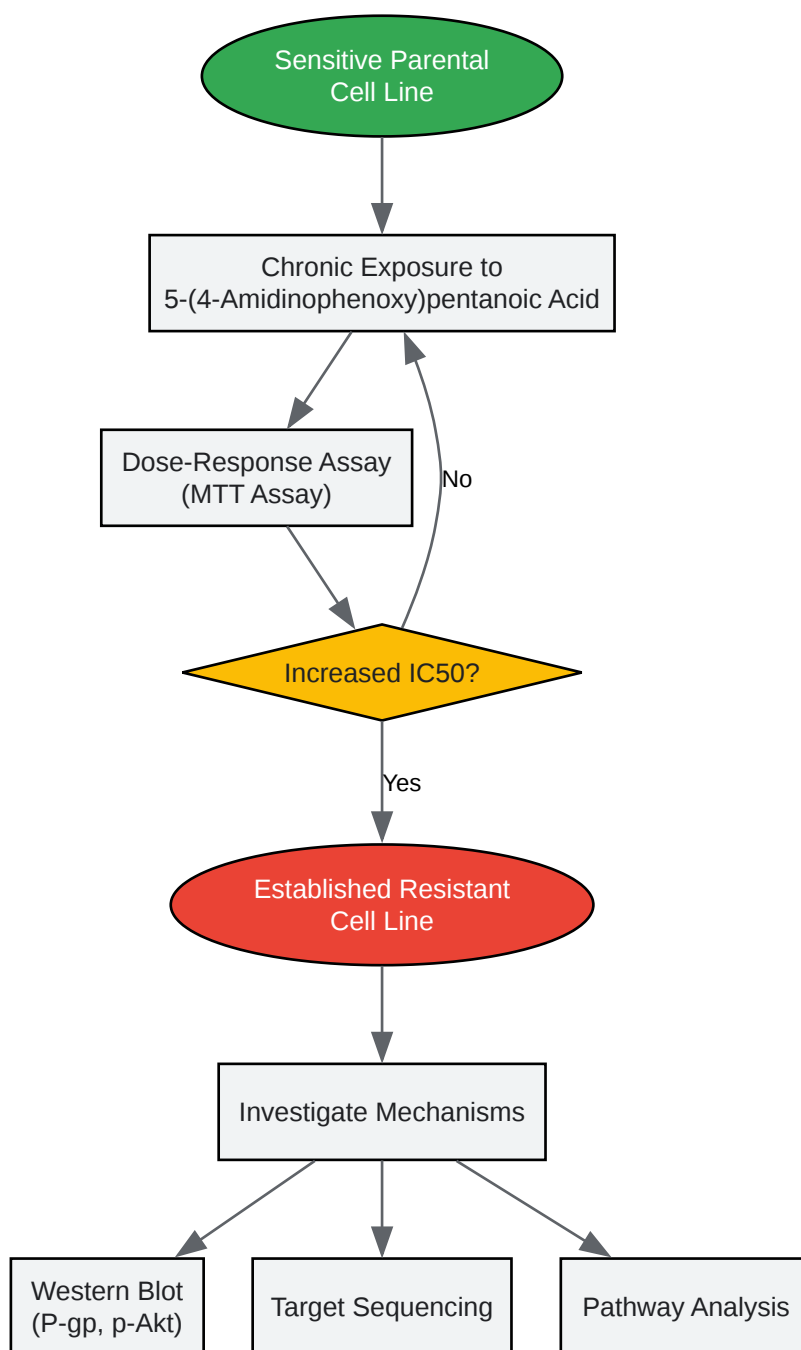 Sensitive Parental
Cell Line
Chronic Exposure to
5-(4-Amidinophenoxy)pentanoic Acid
Dose-Response Assay
(MTT Assay)
No
Increased IC50?
Yes
Established Resistant
Cell Line
Investigate Mechanisms
Western Blot
(P-gp, p-Akt)
Target Sequencing
Pathway Analysis